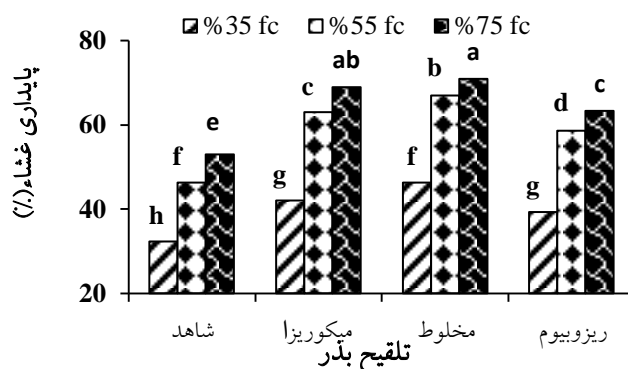 %35 fc %55 fc %75 fc
پایداری غشاء(٪)
80
60
40
20
h f e
g c ab
f b a
g d c
شاهد میکوریزا مخلوط ریزوبیوم
تلقیح بذر